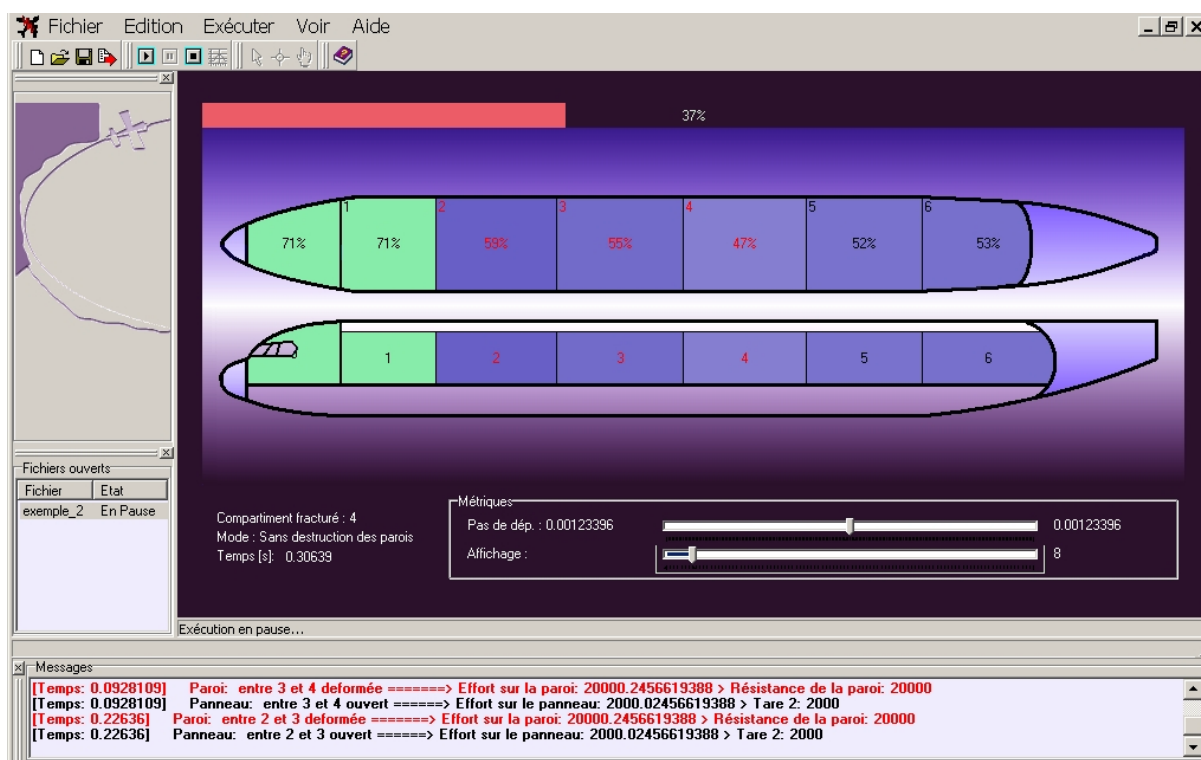 Fichier Edition Exécuter Voir Aide
37%
1 2 3 4 5 6
71% 71% 59% 55% 47% 52% 53%
1 2 3 4 5 6
Fichiers ouverts
Fichier Etat
exemple_2 En Pause
Compartiment fracturé : 4
Mode : Sans destruction des parois
Temps [s]: 0.30639
Métriques
Pas de dép. : 0.00123396 0.00123396
Affichage : 8
Exécution en pause...
Messages
[Temps: 0.0928109] Paroi: entre 3 et 4 deformée =======> Effort sur la paroi: 20000.2456619388 > Résistance de la paroi: 20000
[Temps: 0.0928109] Panneau: entre 3 et 4 ouvert ======> Effort sur le panneau: 2000.02456619388 > Tare 2: 2000
[Temps: 0.22636] Paroi: entre 2 et 3 deformée =======> Effort sur la paroi: 20000.2456619388 > Résistance de la paroi: 20000
[Temps: 0.22636] Panneau: entre 2 et 3 ouvert ======> Effort sur le panneau: 2000.02456619388 > Tare 2: 2000